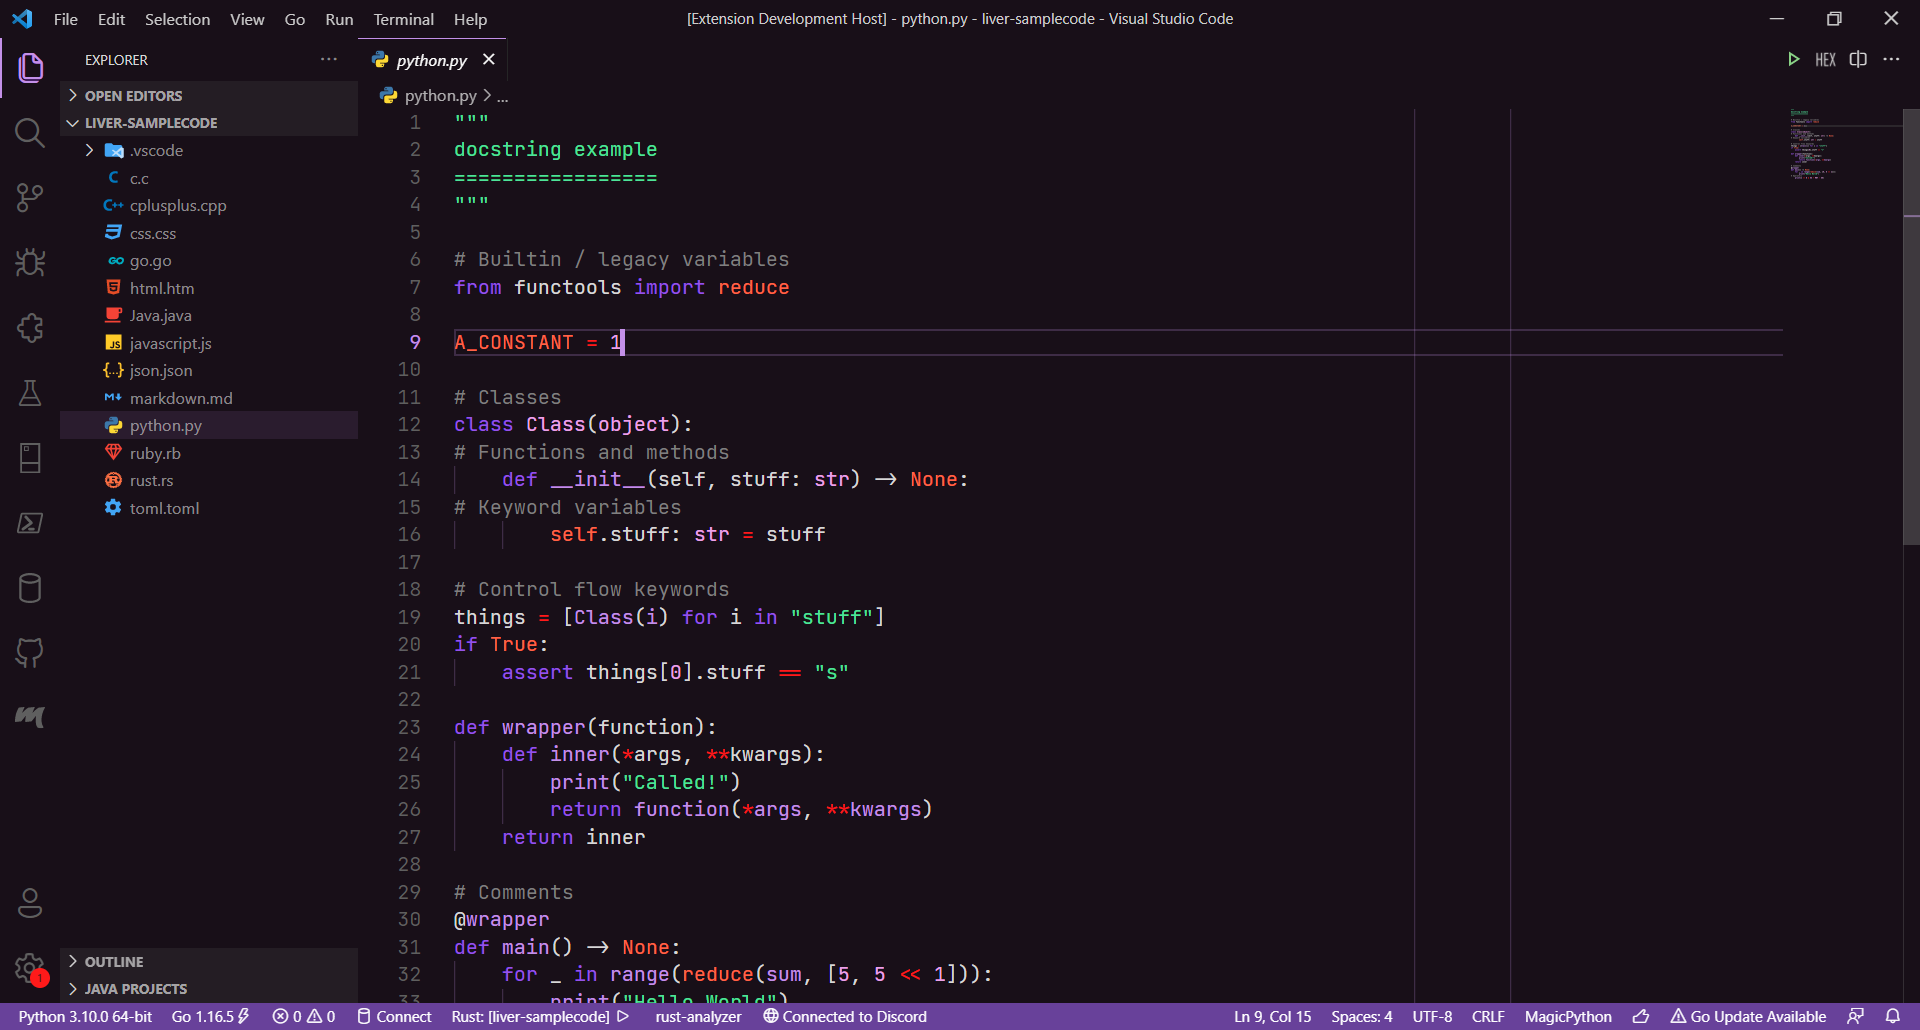 File Edit Selection View Go Run Terminal Help
[Extension Development Host] - python.py - liver-samplecode - Visual Studio Code
EXPLORER
OPEN EDITORS
LIVER-SAMPLECODE
.vscode
C c.c
C++ cplusplus.cpp
css.css
GO go.go
html.htm
Java.java
JS javascript.js
{..} json.json
M markdown.md
python.py
ruby.rb
rust.rs
toml.toml
OUTLINE
1
JAVA PROJECTS
python.py
HEX
python.py > ...
1 """
2 docstring example
3 =================
4 """
5
6 # Builtin / legacy variables
7 from functools import reduce
8
9 A_CONSTANT = 1
10
11 # Classes
12 class Class(object):
13 # Functions and methods
14 def __init__(self, stuff: str) -> None:
15 # Keyword variables
16 self.stuff: str = stuff
17
18 # Control flow keywords
19 things = [Class(i) for i in "stuff"]
20 if True:
21 assert things[0].stuff == "s"
22
23 def wrapper(function):
24 def inner(*args, **kwargs):
25 print("Called!")
26 return function(*args, **kwargs)
27 return inner
28
29 # Comments
30 @wrapper
31 def main() -> None:
32 for _ in range(reduce(sum, [5, 5 << 1])):
33 print("Hello World")
Python 3.10.0 64-bit Go 1.16.5 0 0 Connect Rust: [liver-samplecode] rust-analyzer Connected to Discord Ln 9, Col 15 Spaces: 4 UTF-8 CRLF MagicPython Go Update Available